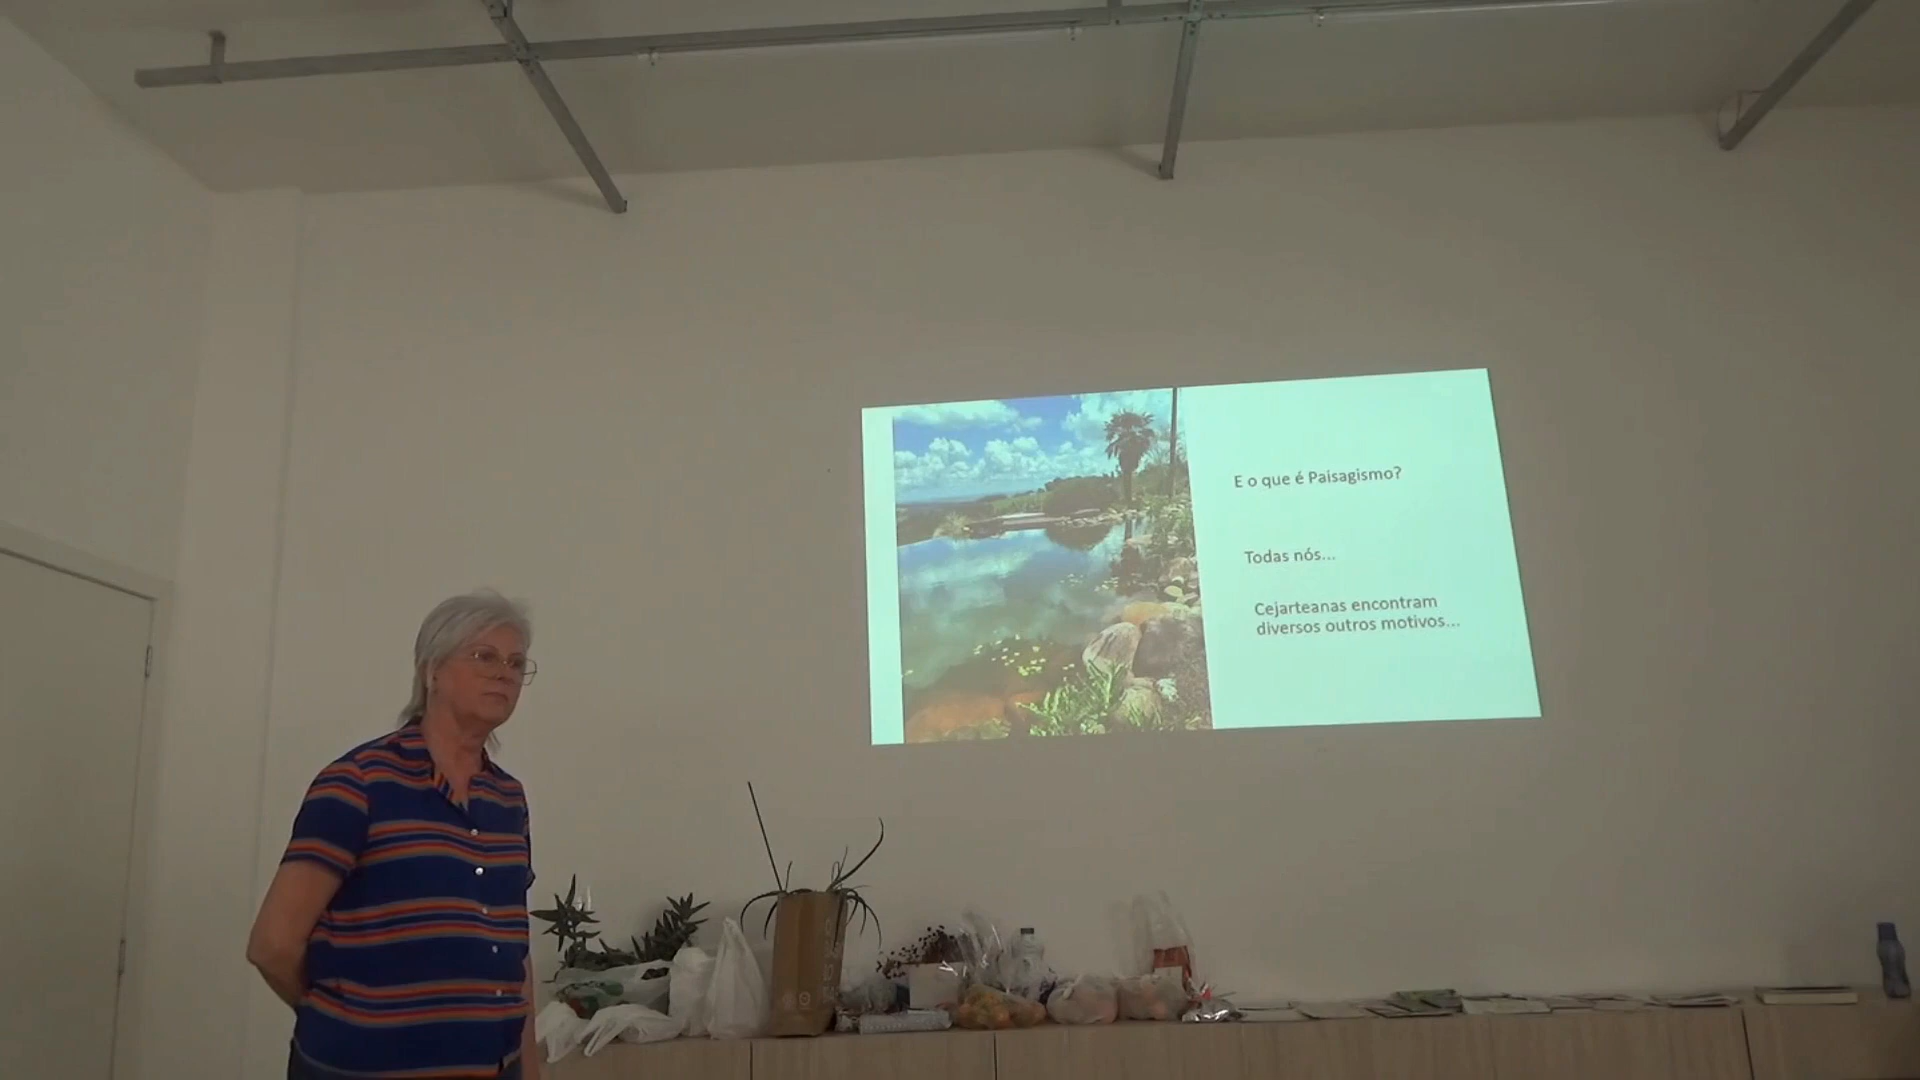 E o que é Paisagismo?
Todas nós...
Cejarteanas encontram
diversos outros motivos...